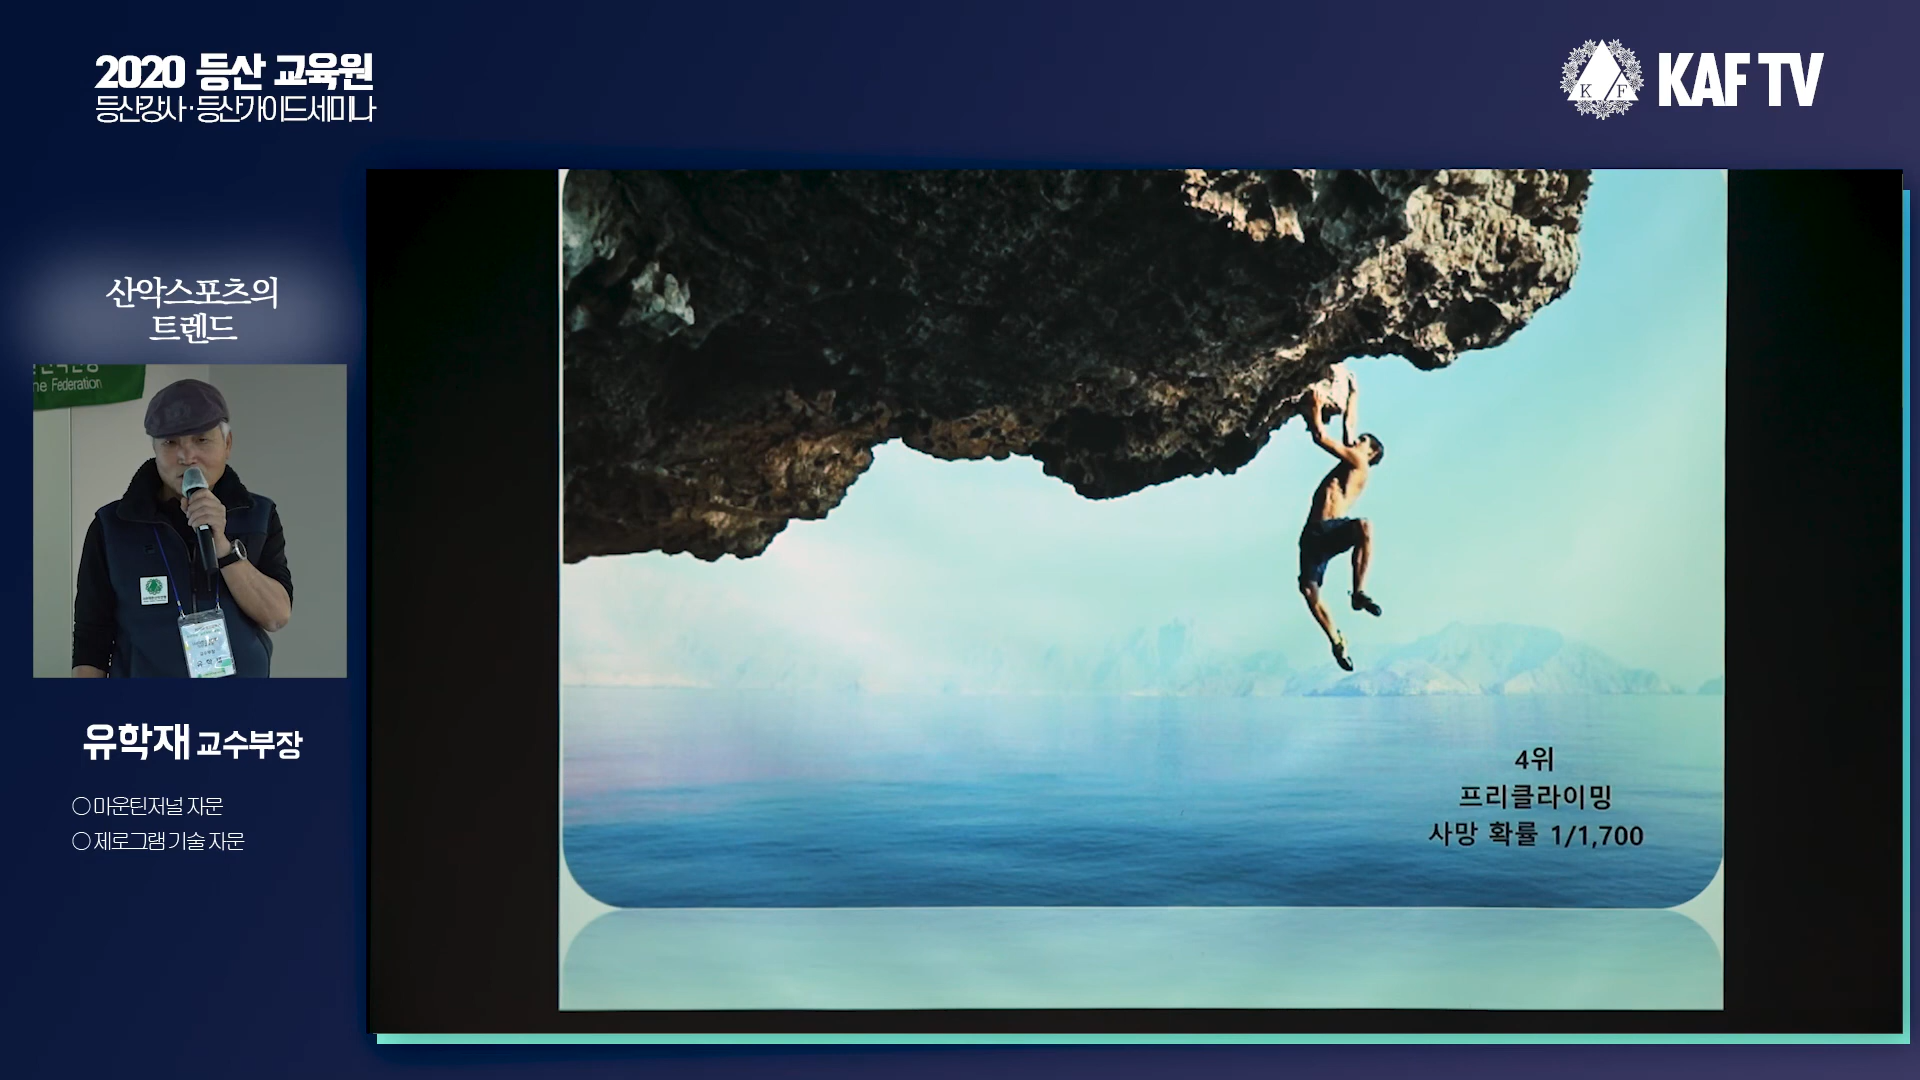 2020 등산 교육원
등산강사·등산가이드세미나
K F
KAF TV
산악스포츠의
트렌드
ne Federation
유학재 교수부장
○ 마운틴저널 자문
○ 제로그램 기술 자문
4위
프리클라이밍
사망 확률 1/1,700